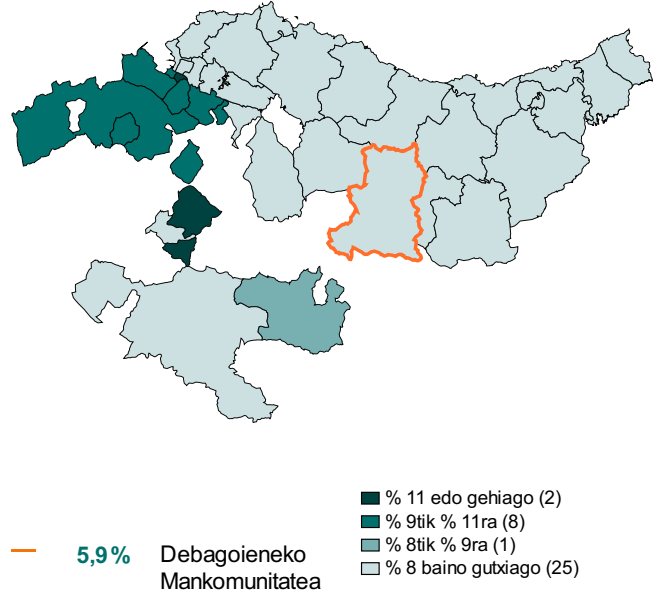 % 11 edo gehiago (2)
% 9tik % 11ra (8)
% 8tik % 9ra (1)
% 8 baino gutxiago (25)
5,9 % Debagoieneko
Mankomunitatea